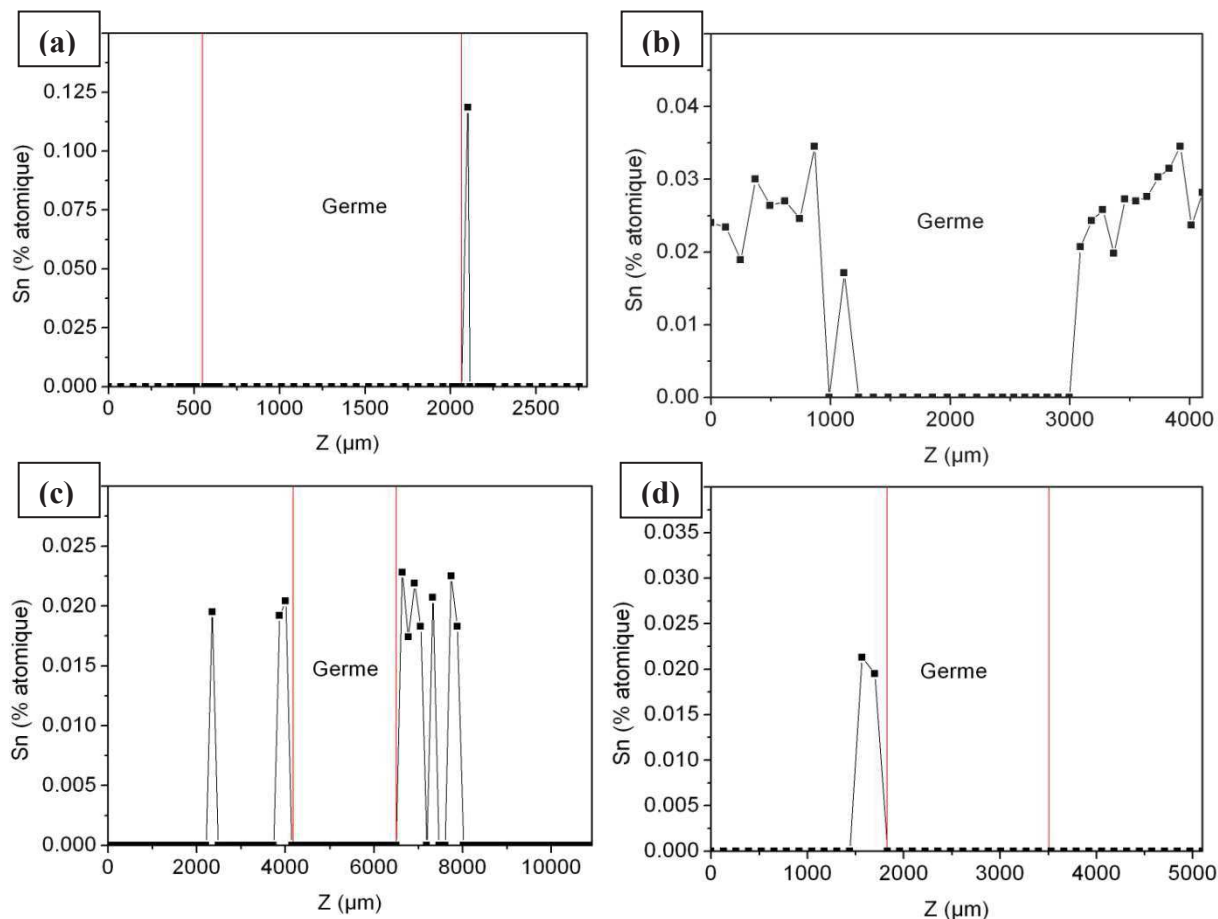 (a)
Sn (% atomique)
0.125
0.100
0.075
0.050
0.025
0.000
Germe
0 500 1000 1500 2000 2500
Z (µm)
(b)
Sn (% atomique)
0.04
0.03
0.02
0.01
0.00
Germe
0 1000 2000 3000 4000
Z (µm)
(c)
Sn (% atomique)
0.025
0.020
0.015
0.010
0.005
0.000
Germe
0 2000 4000 6000 8000 10000
Z (µm)
(d)
Sn (% atomique)
0.035
0.030
0.025
0.020
0.015
0.010
0.005
0.000
Germe
0 1000 2000 3000 4000 5000
Z (µm)